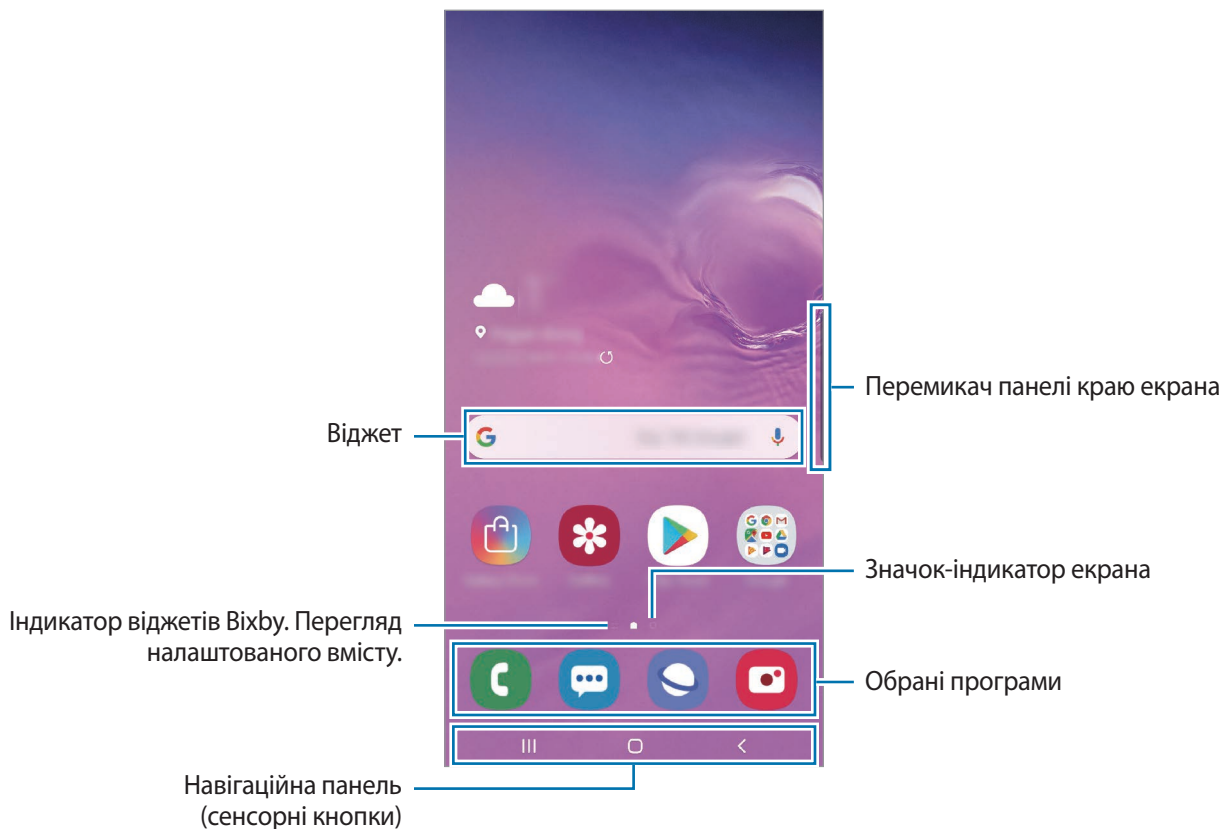 Перемикач панелі краю екрана
Віджет
Значок-індикатор екрана
Індикатор віджетів Bixby. Перегляд
налаштованого вмісту.
Обрані програми
Навігаційна панель
(сенсорні кнопки)